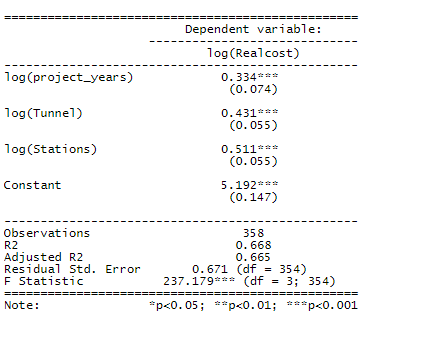 ===================================================
Dependent variable:
-------------------------------
log(Realcost)
---------------------------------------------------
log(project_years) 0.334***
(0.074)
log(Tunnel) 0.431***
(0.055)
log(Stations) 0.511***
(0.055)
Constant 5.192***
(0.147)
---------------------------------------------------
Observations 358
R2 0.668
Adjusted R2 0.665
Residual Std. Error 0.671 (df = 354)
F Statistic 237.179*** (df = 3; 354)
===================================================
Note: *p<0.05; **p<0.01; ***p<0.001